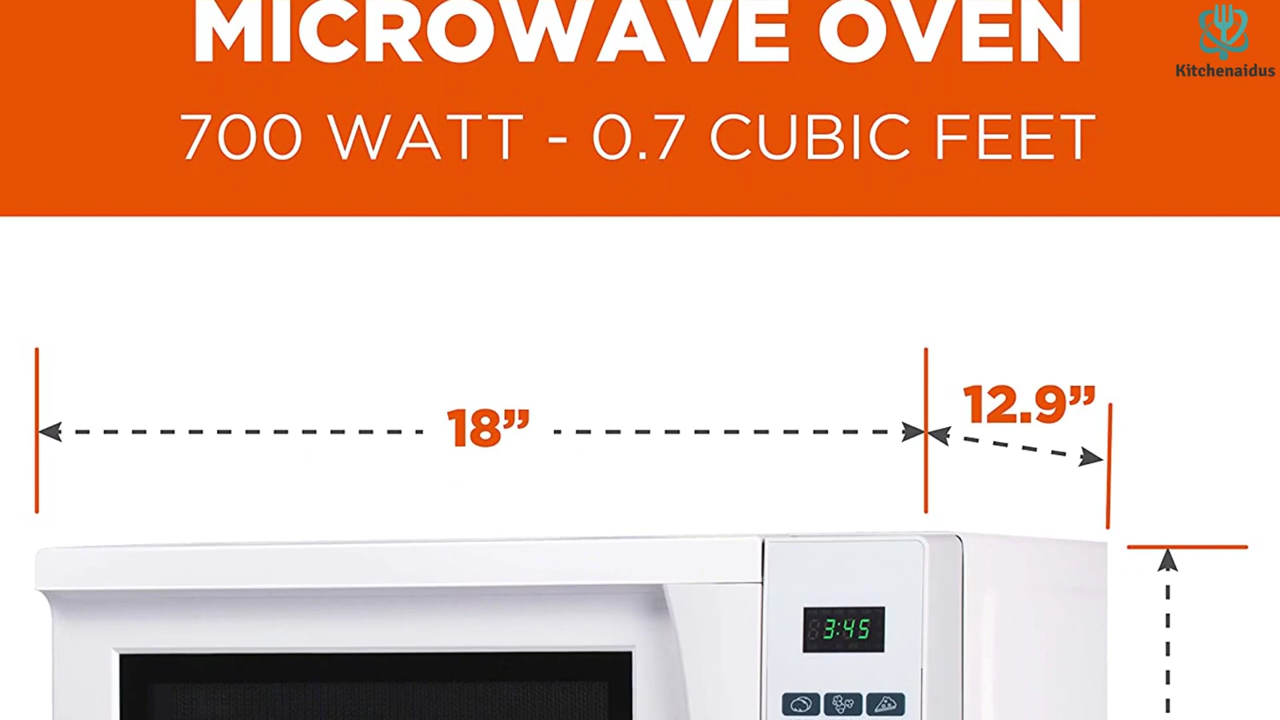 MICROWAVE OVEN
Kitchenaidus
700 WATT - 0.7 CUBIC FEET
18”
12.9”
3:45